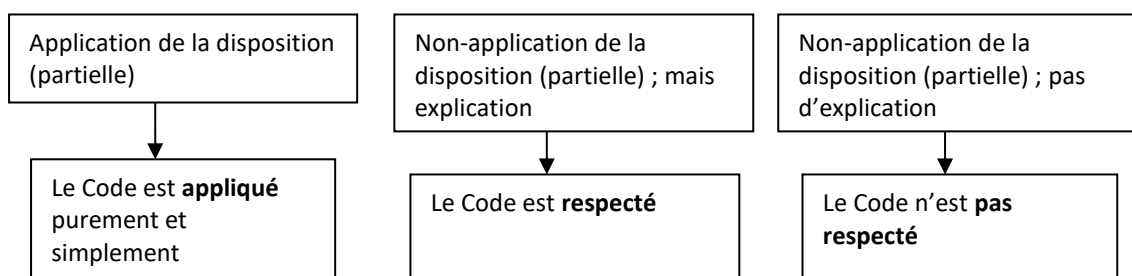 Application de la disposition
(partielle)
Non-application de la
disposition (partielle) ; mais
explication
Non-application de la
disposition (partielle) ; pas
d’explication
Le Code est appliqué
purement et
simplement
Le Code est respecté
Le Code n’est pas
respecté